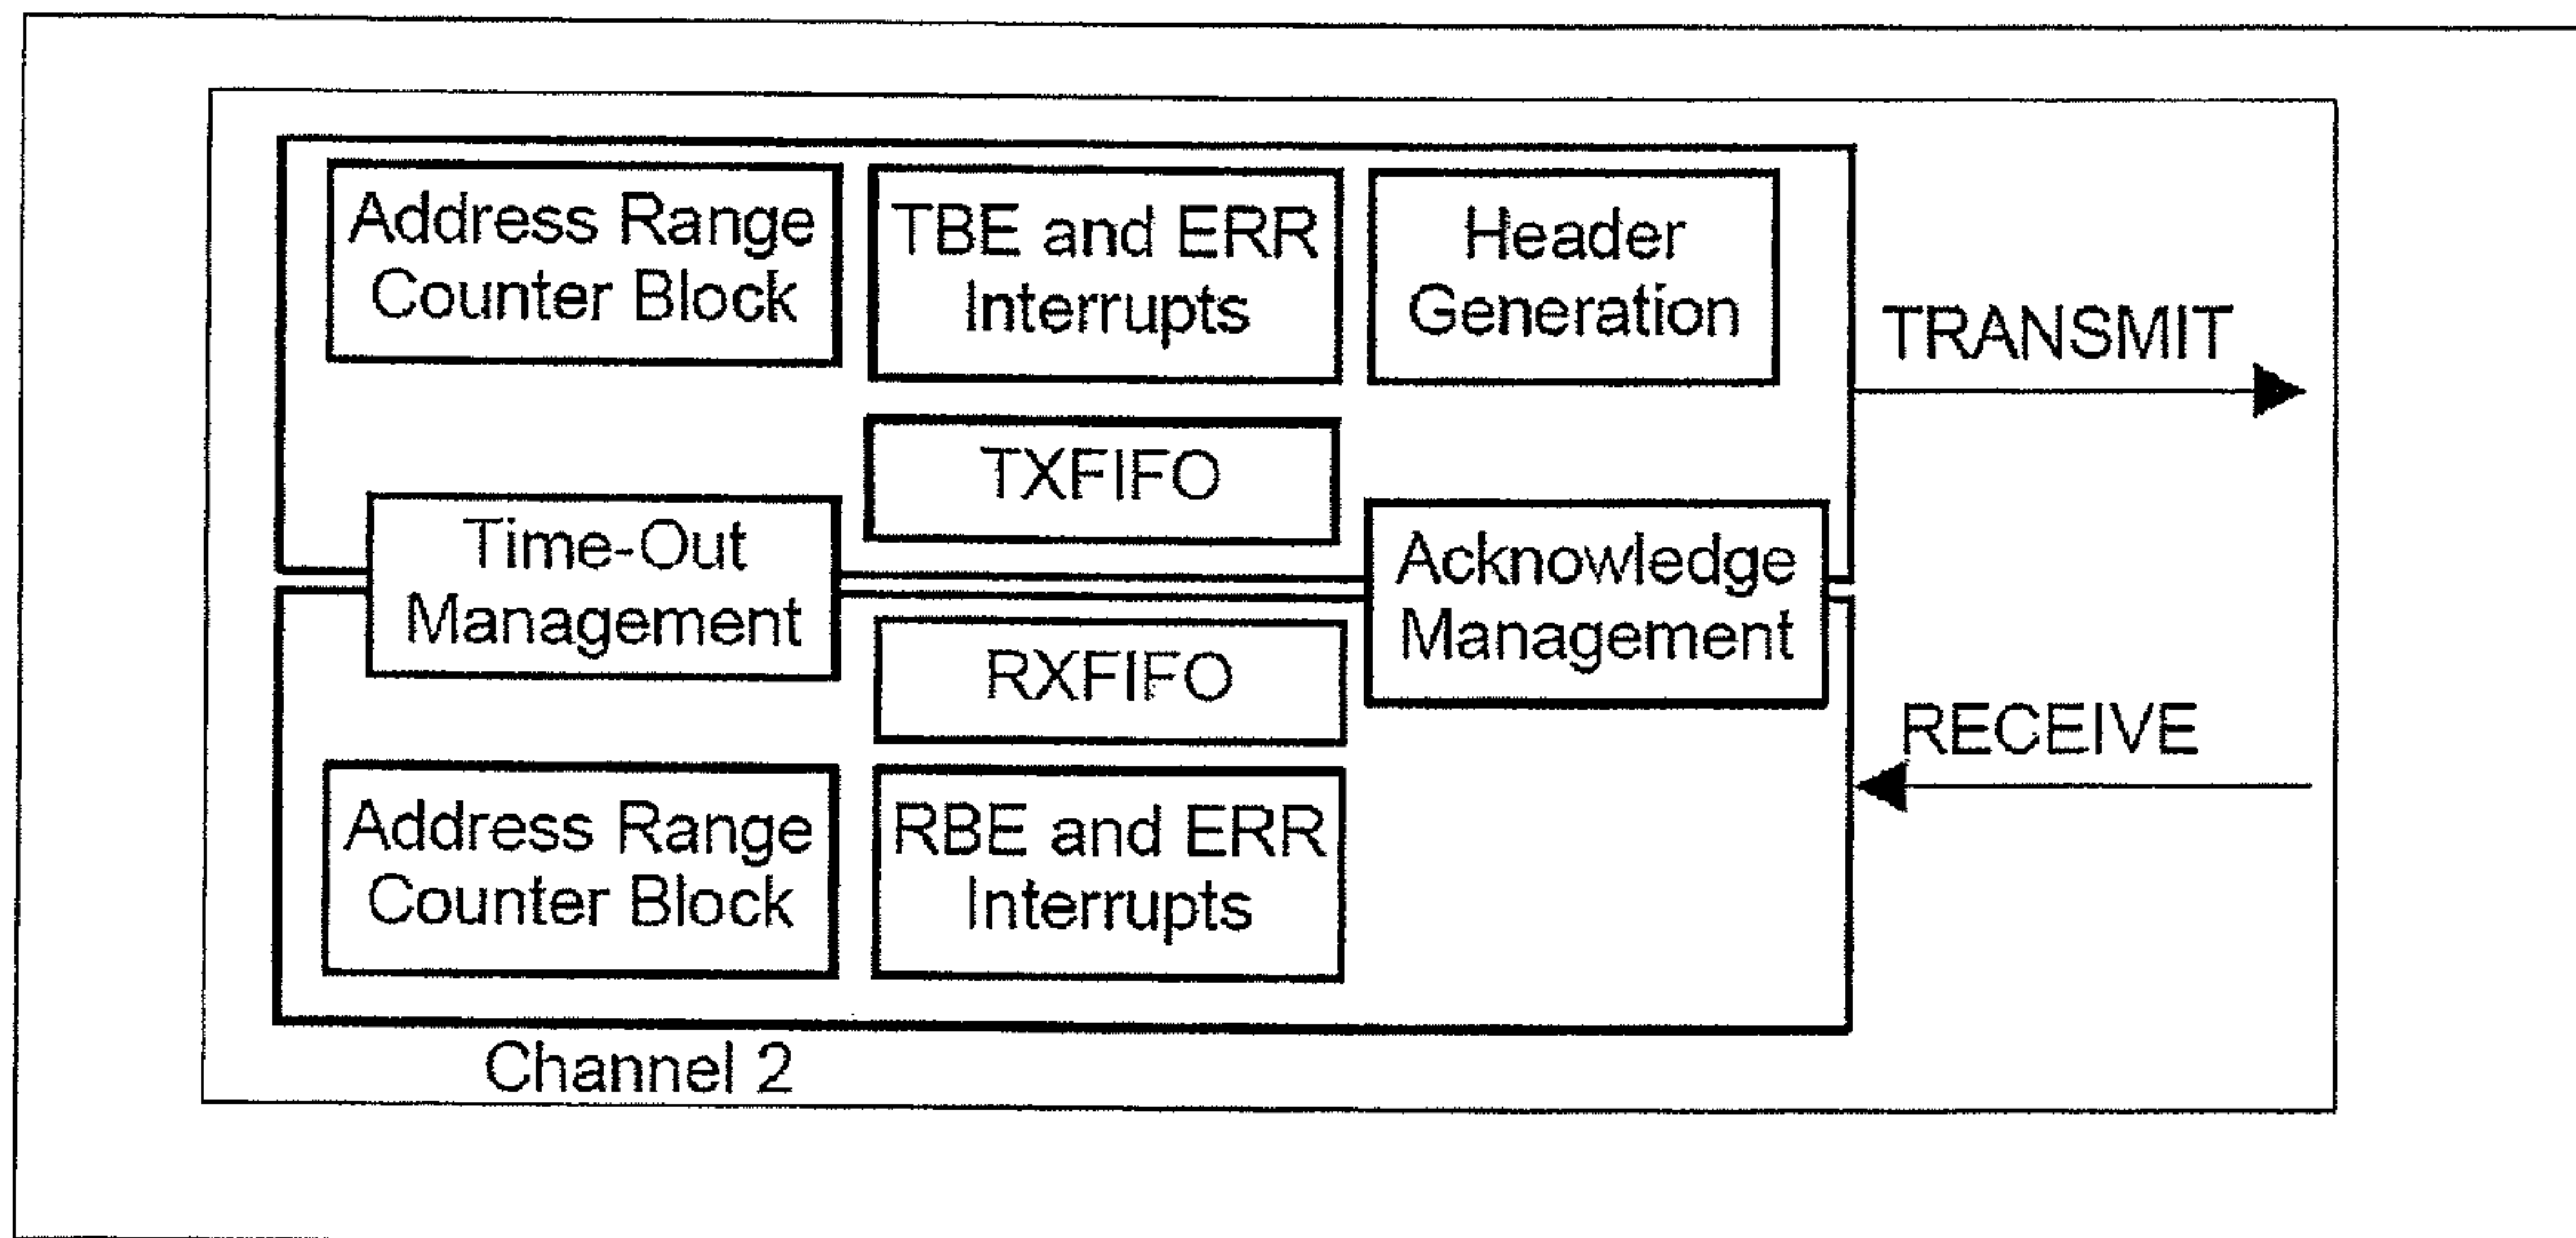 Address Range
Counter Block
TBE and ERR
Interrupts
Header
Generation
TRANSMIT
TXFIFO
Time-Out
Management
Acknowledge
Management
RXFIFO
RECEIVE
Address Range
Counter Block
RBE and ERR
Interrupts
Channel 2